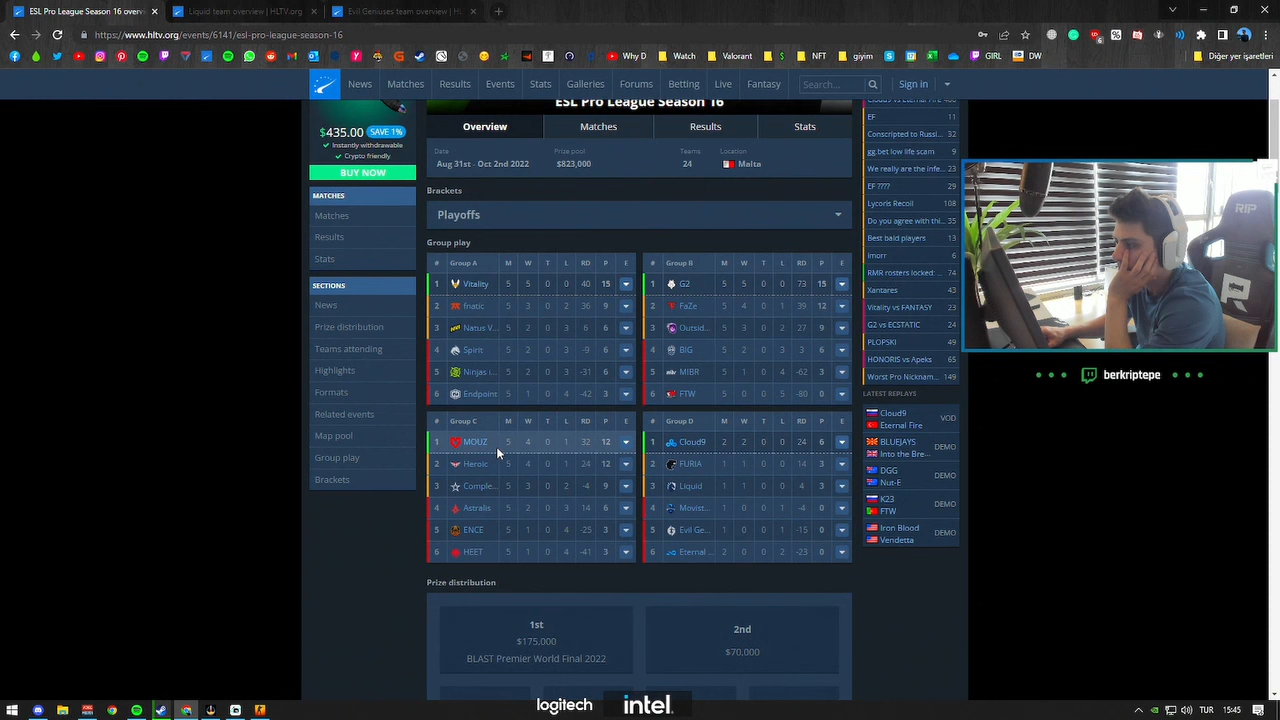 ESL Pro League Season 16 overv
Liquid team overview | HLTV.org
Evil Geniuses team overview | HL
https://www.hltv.org/events/6141/esl-pro-league-season-16
Why D
Watch
Valorant
NFT
giyim
GIRL
DW
Diğer yer işaretleri
News
Matches
Results
Events
Stats
Galleries
Forums
Betting
Live
Fantasy
Search...
Sign in
ESL Pro League Season 16
$435.00 SAVE 1%
Instantly withdrawable
Crypto friendly
BUY NOW
MATCHES
Matches
Results
Stats
SECTIONS
News
Prize distribution
Teams attending
Highlights
Formats
Related events
Map pool
Group play
Brackets
Overview
Matches
Results
Stats
Date
Aug 31st - Oct 2nd 2022
Prize pool
$823,000
Teams
24
Location
Malta
Brackets
Playoffs
Group play
# Group A M W T L RD P E
1 Vitality 5 5 0 0 40 15
2 fnatic 5 3 0 2 36 9
3 Natus V... 5 2 0 3 6 6
4 Spirit 5 2 0 3 -9 6
5 Ninjas i... 5 2 0 3 -31 6
6 Endpoint 5 1 0 4 -42 3
# Group B M W T L RD P E
1 G2 5 5 0 0 73 15
2 FaZe 5 4 0 1 39 12
3 Outsid... 5 3 0 2 27 9
4 BIG 5 2 0 3 3 6
5 MIBR 5 1 0 4 -62 3
6 FTW 5 0 0 5 -80 0
# Group C M W T L RD P E
1 MOUZ 5 4 0 1 32 12
2 Heroic 5 4 0 1 24 12
3 Comple... 5 3 0 2 -4 9
4 Astralis 5 2 0 3 14 6
5 ENCE 5 1 0 4 -25 3
6 HEET 5 1 0 4 -41 3
# Group D M W T L RD P E
1 Cloud9 2 2 0 0 24 6
2 FURIA 1 1 0 0 14 3
3 Liquid 1 1 0 0 4 3
4 Movist... 1 0 0 1 -4 0
5 Evil Ge... 1 0 0 1 -15 0
6 Eternal ... 2 0 0 2 -23 0
Prize distribution
1st
$175,000
BLAST Premier World Final 2022
2nd
$70,000
Cloud9 vs Eternal Fire
EF 11
Conscripted to Russi... 32
gg.bet low life scam 9
We really are the infe... 23
EF ???? 29
Lycoris Recoil 108
Do you agree with thi... 35
Best bald players 13
Imorr 6
RMR rosters locked: ... 74
Xantares 43
Vitality vs FANTASY 23
G2 vs ECSTATIC 24
PLOPSKI 49
HONORIS vs Apeks 65
Worst Pro Nicknam... 149
LATEST REPLAYS
Cloud9
Eternal Fire
VOD
BLUEJAYS
Into the Bre...
DEMO
DGG
Nut-E
DEMO
K23
FTW
DEMO
Iron Blood
Vendetta
DEMO
RIP
R
berkriptepe
logitech
intel.
TUR
15:45